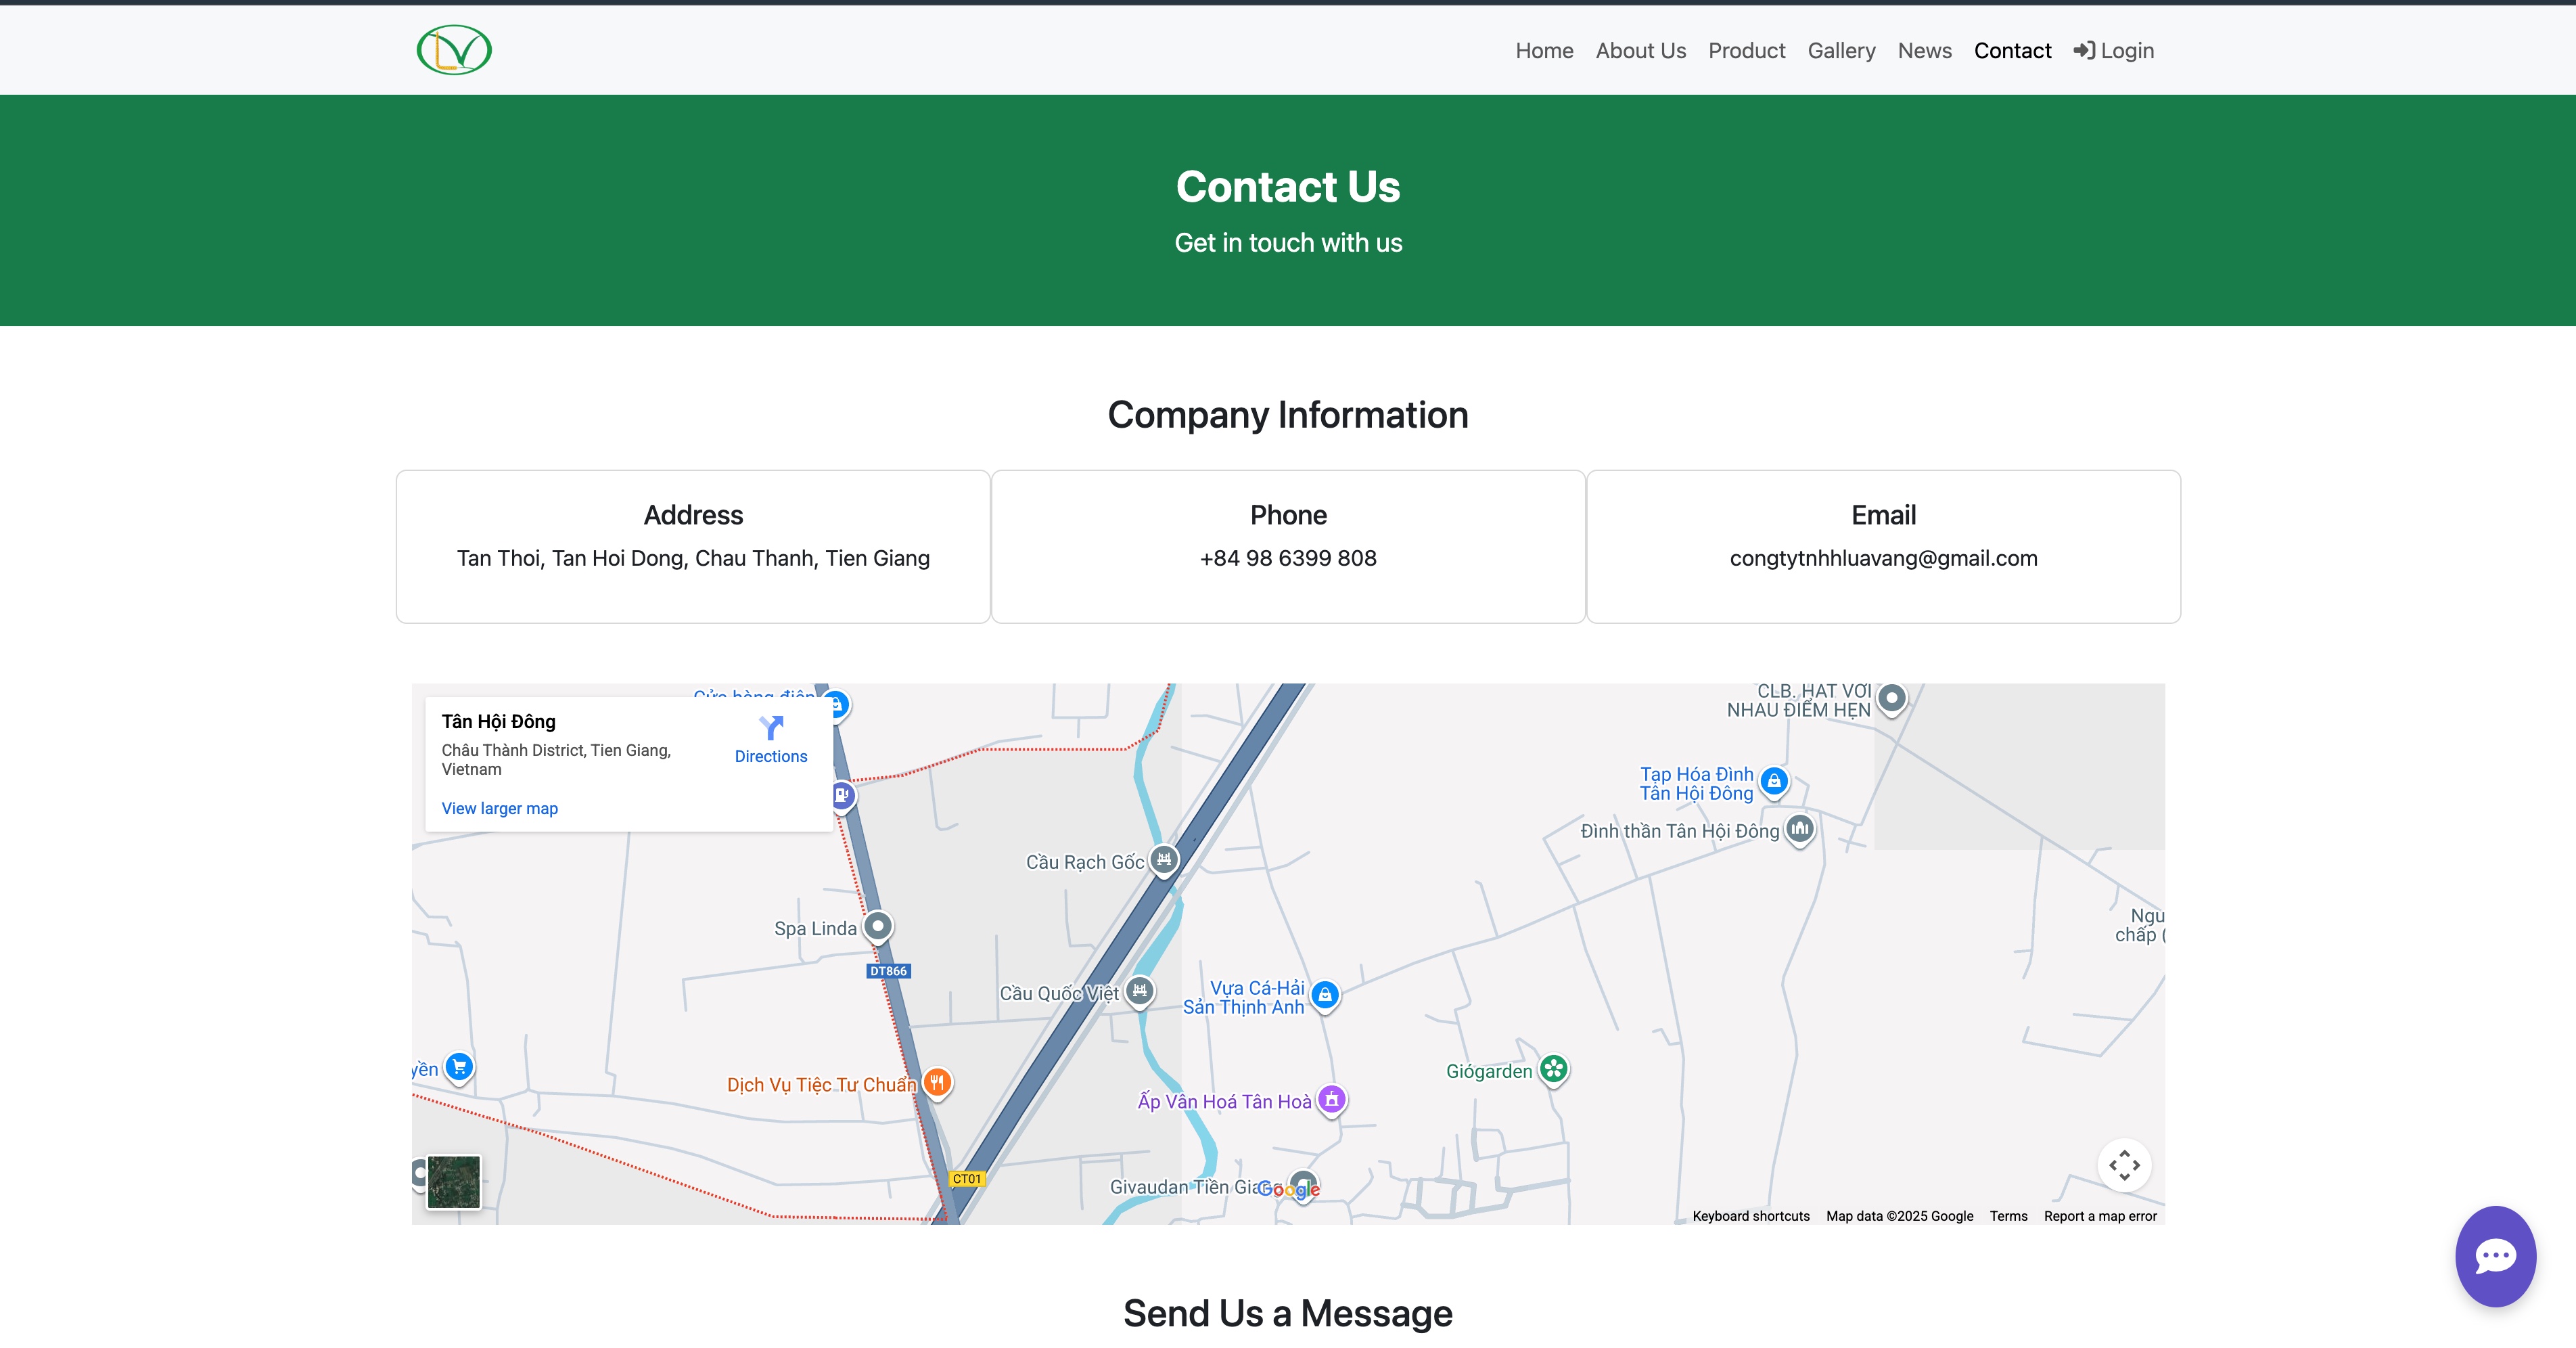 LV
Home
About Us
Product
Gallery
News
Contact
Login
Contact Us
Get in touch with us
Company Information
Address
Tan Thoi, Tan Hoi Dong, Chau Thanh, Tien Giang
Phone
+84 98 6399 808
Email
congtytnhhluavang@gmail.com
Cửa hàng điện
Tân Hội Đông
Châu Thành District, Tien Giang,
Vietnam
Directions
View larger map
CLB. HÁT VỚI
NHAU ĐIỂM HẸN
Tạp Hóa Đình
Tân Hội Đông
Đình thần Tân Hội Đông
Cầu Rạch Gốc
Spa Linda
DT866
Cầu Quốc Việt
Vựa Cá-Hải
Sản Thịnh Anh
Ngu
chấp (
yền
Dịch Vụ Tiệc Tư Chuẩn
Giógarden
Ấp Văn Hoá Tân Hoà
CT01
Givaudan Tiền Giang
Google
Keyboard shortcuts
Map data ©2025 Google
Terms
Report a map error
Send Us a Message